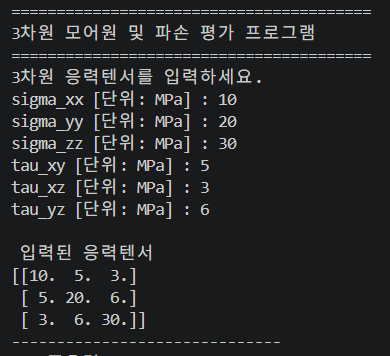 ========================================
3차원 모어원 및 파손 평가 프로그램
========================================
3차원 응력텐서를 입력하세요.
sigma_xx [단위: MPa] : 10
sigma_yy [단위: MPa] : 20
sigma_zz [단위: MPa] : 30
tau_xy [단위: MPa] : 5
tau_xz [단위: MPa] : 3
tau_yz [단위: MPa] : 6
입력된 응력텐서
[[10.  5.  3.]
 [ 5. 20.  6.]
 [ 3.  6. 30.]]
------------------------------